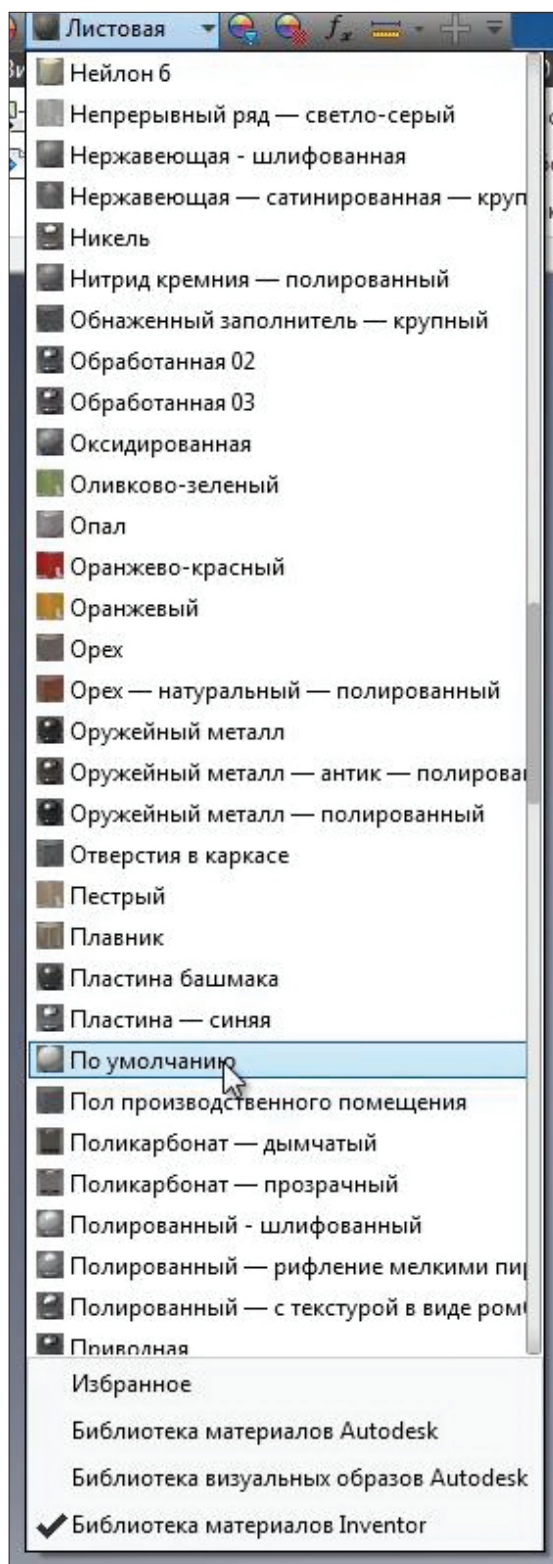 Листовая
Нейлон 6
Непрерывный ряд — светло-серый
Нержавеющая - шлифованная
Нержавеющая — сатинированная — круп
Никель
Нитрид кремния — полированный
Обнаженный заполнитель — крупный
Обработанная 02
Обработанная 03
Оксидированная
Оливково-зеленый
Опал
Оранжево-красный
Оранжевый
Орех
Орех — натуральный — полированный
Оружейный металл
Оружейный металл — антик — полирова
Оружейный металл — полированный
Отверстия в каркасе
Пестрый
Плавник
Пластина башмака
Пластина — синяя
По умолчанию
Пол производственного помещения
Поликарбонат — дымчатый
Поликарбонат — прозрачный
Полированный - шлифованный
Полированный — рифление мелкими пи
Полированный — с текстурой в виде ром
Приводная
Избранное
Библиотека материалов Autodesk
Библиотека визуальных образов Autodesk
Библиотека материалов Inventor